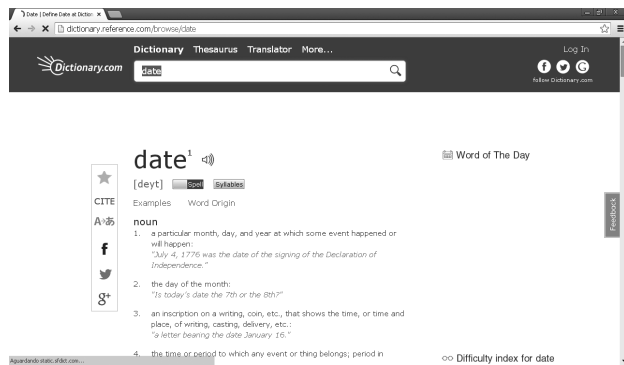 Date | Define Date at Diction
dictionary.reference.com/browse/date
Dictionary Thesaurus Translator More...
Log In
Dictionary.com
date
follow Dictionary.com
date1
Word of The Day
[deyt] Spell Syllables
CITE
Examples Word Origin
Feedback
noun
1. a particular month, day, and year at which some event happened or
will happen:
"July 4, 1776 was the date of the signing of the Declaration of
Independence."
2. the day of the month:
"Is today's date the 7th or the 8th?"
3. an inscription on a writing, coin, etc., that shows the time, or time and
place, of writing, casting, delivery, etc.:
"a letter bearing the date January 16."
4. the time or period to which any event or thing belongs; period in
Difficulty index for date
Aguardando static.sfdict.com...